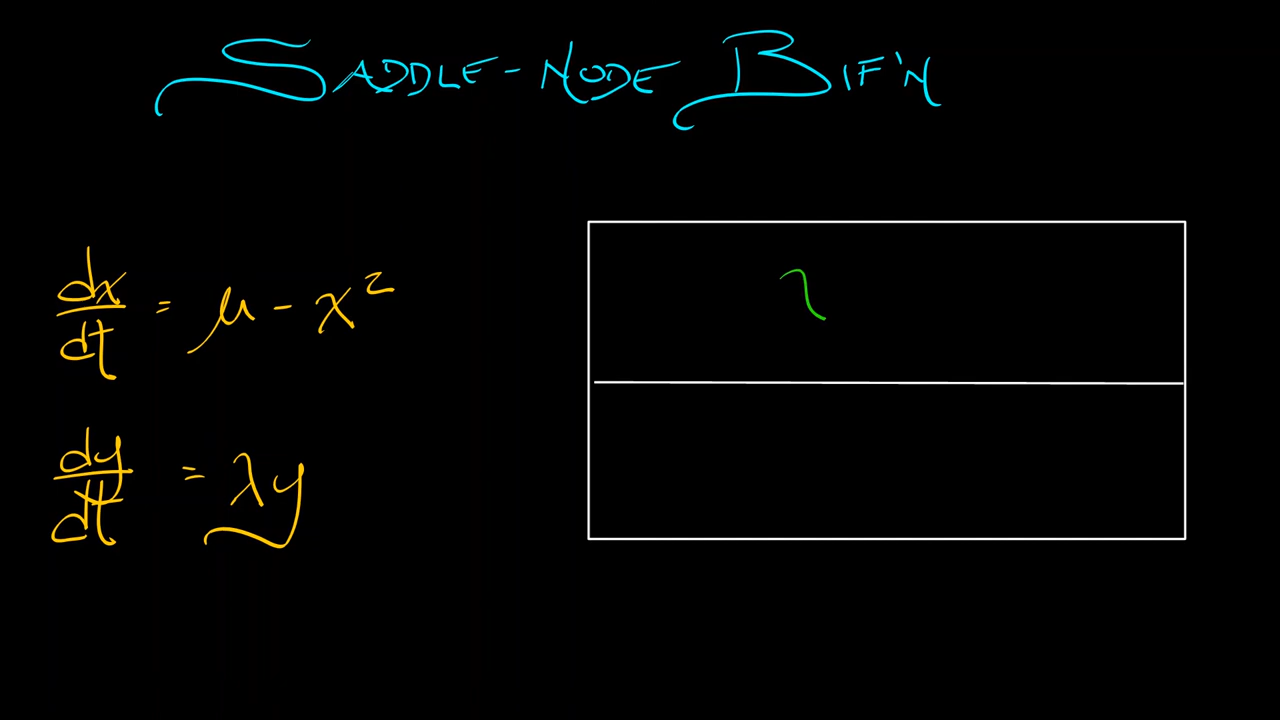 SADDLE-NODE BIF'N
dx/dt = μ - x²
dy/dt = λy